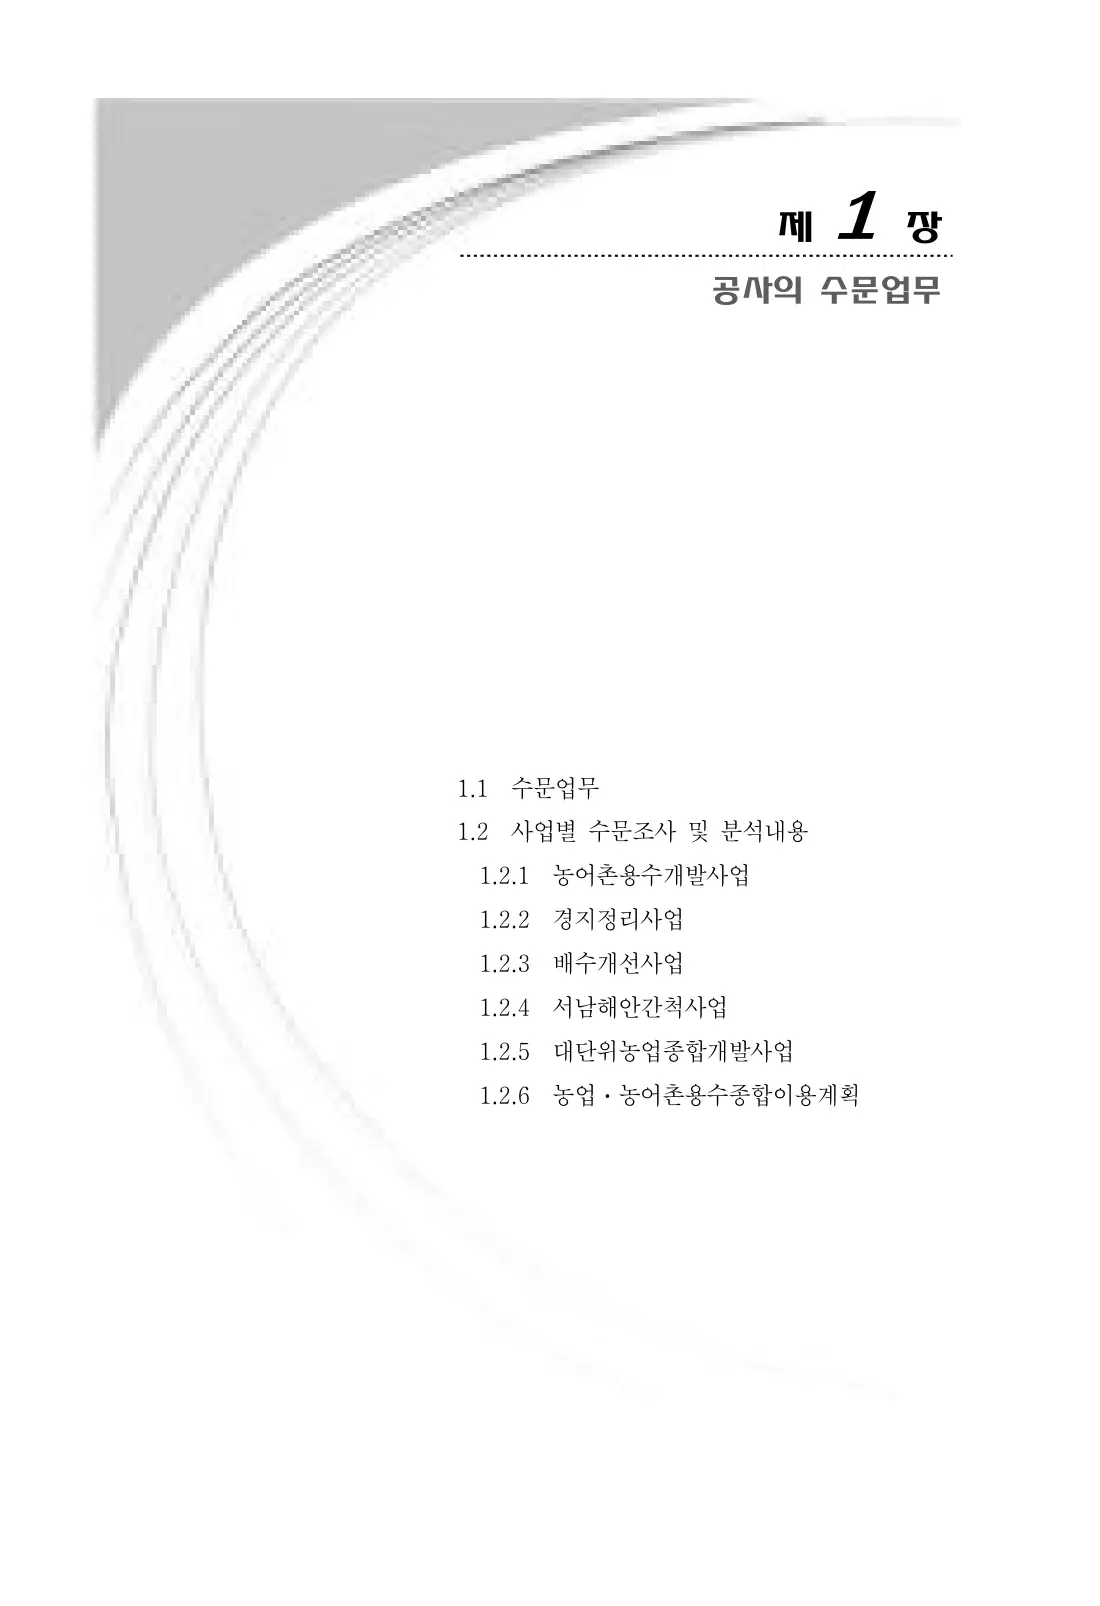 제 1 장
공사의 수문업무
1.1 수문업무
1.2 사업별 수문조사 및 분석내용
1.2.1 농어촌용수개발사업
1.2.2 경지정리사업
1.2.3 배수개선사업
1.2.4 서남해안간척사업
1.2.5 대단위농업종합개발사업
1.2.6 농업·농어촌용수종합이용계획